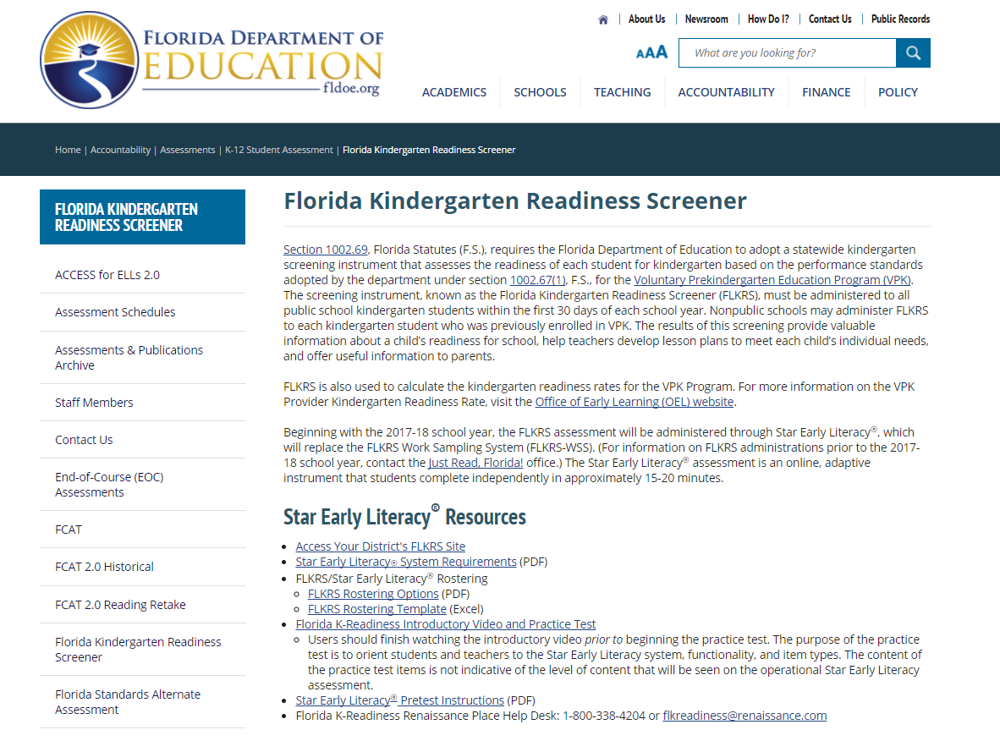 About Us
Newsroom
How Do I?
Contact Us
Public Records
FLORIDA DEPARTMENT OF
EDUCATION
fldoe.org
AAA
What are you looking for?
ACADEMICS
SCHOOLS
TEACHING
ACCOUNTABILITY
FINANCE
POLICY
Home | Accountability | Assessments | K-12 Student Assessment | Florida Kindergarten Readiness Screener
FLORIDA KINDERGARTEN
READINESS SCREENER
ACCESS for ELLs 2.0
Assessment Schedules
Assessments & Publications
Archive
Staff Members
Contact Us
End-of-Course (EOC)
Assessments
FCAT
FCAT 2.0 Historical
FCAT 2.0 Reading Retake
Florida Kindergarten Readiness
Screener
Florida Standards Alternate
Assessment
Florida Kindergarten Readiness Screener
Section 1002.69, Florida Statutes (F.S.), requires the Florida Department of Education to adopt a statewide kindergarten
screening instrument that assesses the readiness of each student for kindergarten based on the performance standards
adopted by the department under section 1002.67(1), F.S., for the Voluntary Prekindergarten Education Program (VPK).
The screening instrument, known as the Florida Kindergarten Readiness Screener (FLKRS), must be administered to all
public school kindergarten students within the first 30 days of each school year. Nonpublic schools may administer FLKRS
to each kindergarten student who was previously enrolled in VPK. The results of this screening provide valuable
information about a child’s readiness for school, help teachers develop lesson plans to meet each child’s individual needs,
and offer useful information to parents.
FLKRS is also used to calculate the kindergarten readiness rates for the VPK Program. For more information on the VPK
Provider Kindergarten Readiness Rate, visit the Office of Early Learning (OEL) website.
Beginning with the 2017-18 school year, the FLKRS assessment will be administered through Star Early Literacy®, which
will replace the FLKRS Work Sampling System (FLKRS-WSS). (For information on FLKRS administrations prior to the 2017-
18 school year, contact the Just Read, Florida! office.) The Star Early Literacy® assessment is an online, adaptive
instrument that students complete independently in approximately 15-20 minutes.
Star Early Literacy® Resources
• Access Your District's FLKRS Site
• Star Early Literacy® System Requirements (PDF)
• FLKRS/Star Early Literacy® Rostering
◦ FLKRS Rostering Options (PDF)
◦ FLKRS Rostering Template (Excel)
• Florida K-Readiness Introductory Video and Practice Test
◦ Users should finish watching the introductory video prior to beginning the practice test. The purpose of the practice
test is to orient students and teachers to the Star Early Literacy system, functionality, and item types. The content of
the practice test items is not indicative of the level of content that will be seen on the operational Star Early Literacy
assessment.
• Star Early Literacy® Pretest Instructions (PDF)
• Florida K-Readiness Renaissance Place Help Desk: 1-800-338-4204 or flkreadiness@renaissance.com